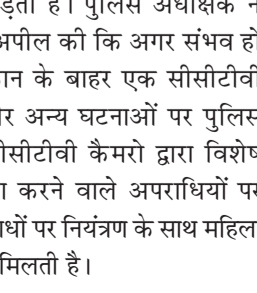 ड़ता है। पुलिस अधीक्षक न
अपील की कि अगर संभव हो
ान के बाहर एक सीसीटीवी
र अन्य घटनाओं पर पुलिस
ीसीटीवी कैमरो द्वारा विशेष
ा करने वाले अपराधियों पर
ाधों पर नियंत्रण के साथ महिल
मिलती है।